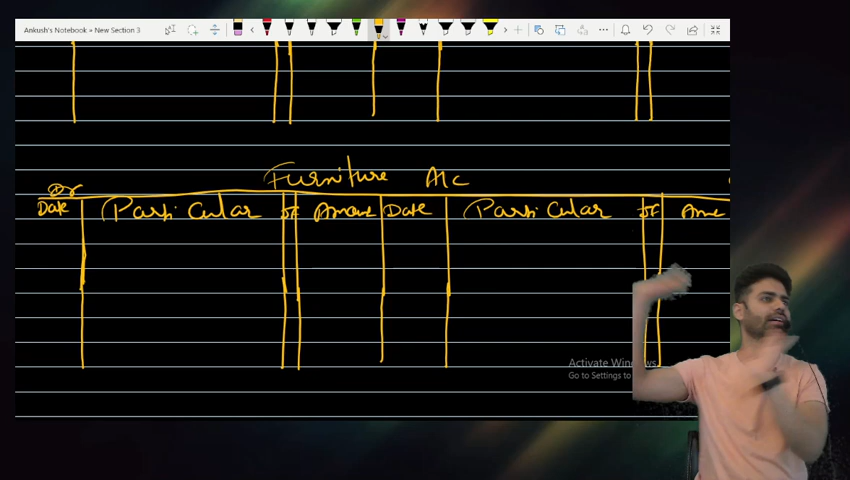 Ankush's Notebook » New Section 3
Furniture A/c
Dr
Date Particular JF Amount Date Particular JF Amo
Activate Windows
Go to Settings to